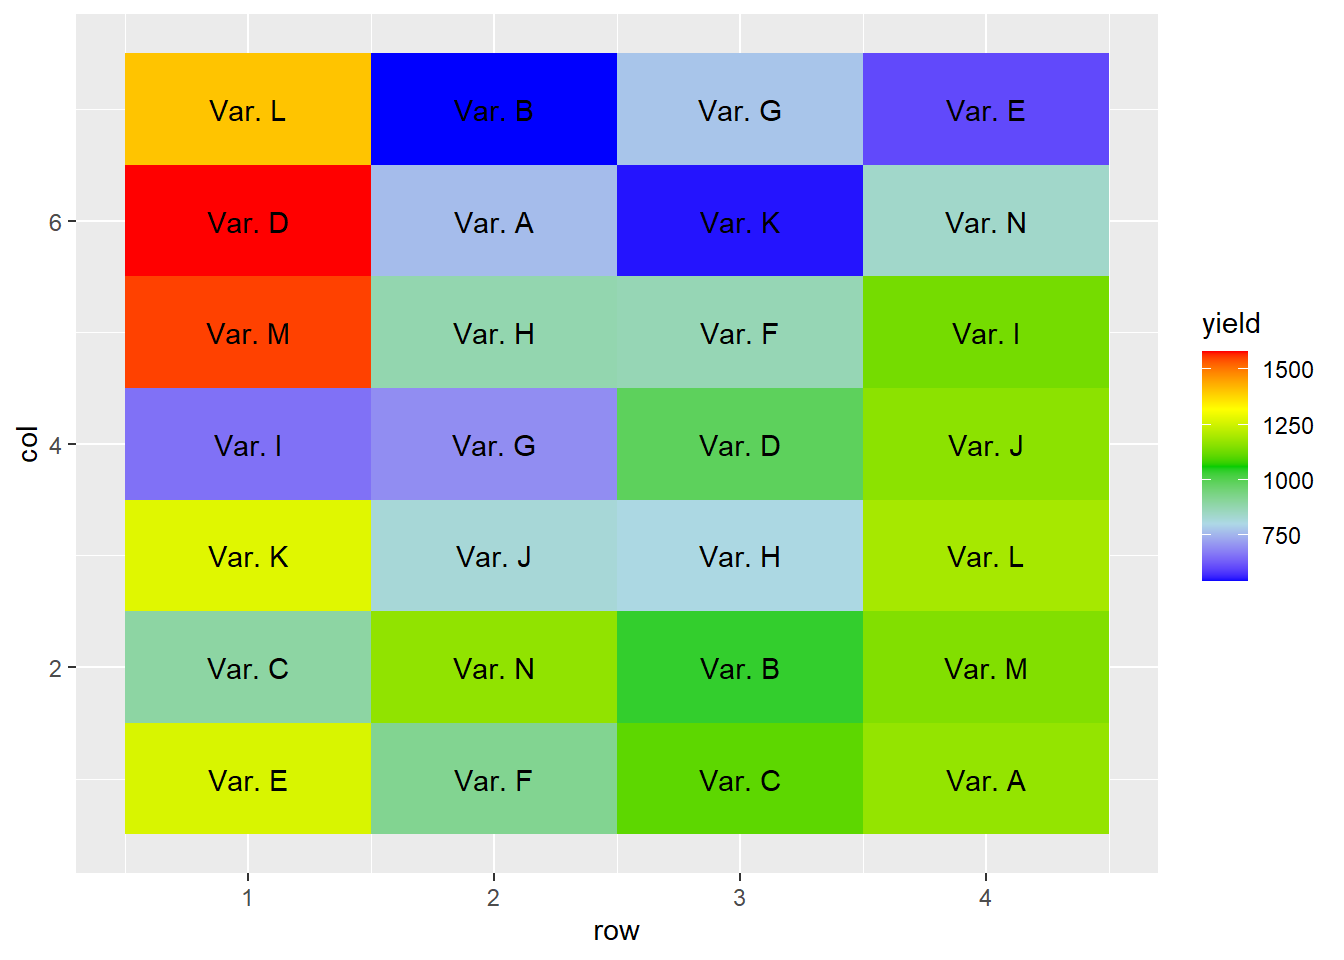 Var. L Var. B Var. G Var. E
6 Var. D Var. A Var. K Var. N
Var. M Var. H Var. F Var. I
col 4 Var. I Var. G Var. D Var. J
Var. K Var. J Var. H Var. L
2 Var. C Var. N Var. B Var. M
Var. E Var. F Var. C Var. A
1 2 3 4
row
yield
1500
1250
1000
750